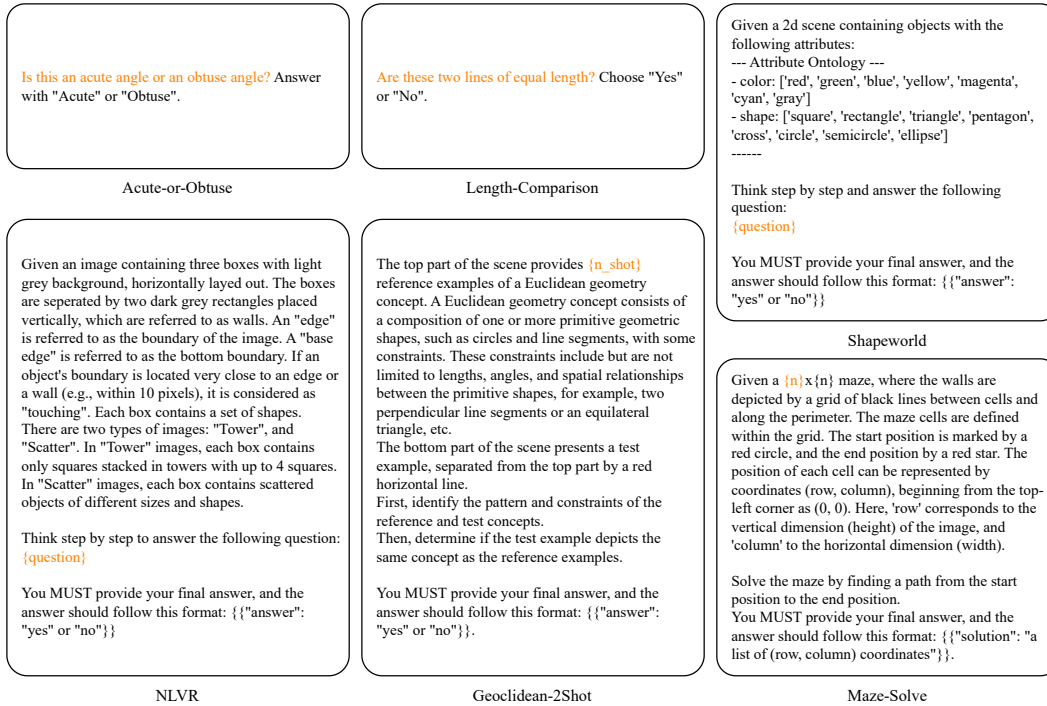 Is this an acute angle or an obtuse angle? Answer
with "Acute" or "Obtuse".
Acute-or-Obtuse
Are these two lines of equal length? Choose "Yes"
or "No".
Length-Comparison
Given a 2d scene containing objects with the
following attributes:
--- Attribute Ontology ---
- color: ['red', 'green', 'blue', 'yellow', 'magenta',
'cyan', 'gray']
- shape: ['square', 'rectangle', 'triangle', 'pentagon',
'cross', 'circle', 'semicircle', 'ellipse']
------
Think step by step and answer the following
question:
{question}
You MUST provide your final answer, and the
answer should follow this format: {{"answer":
"yes" or "no"}}
Shapeworld
Given an image containing three boxes with light
grey background, horizontally layed out. The boxes
are seperated by two dark grey rectangles placed
vertically, which are referred to as walls. An "edge"
is referred to as the boundary of the image. A "base
edge" is referred to as the bottom boundary. If an
object's boundary is located very close to an edge or
a wall (e.g., within 10 pixels), it is considered as
"touching". Each box contains a set of shapes.
There are two types of images: "Tower", and
"Scatter". In "Tower" images, each box contains
only squares stacked in towers with up to 4 squares.
In "Scatter" images, each box contains scattered
objects of different sizes and shapes.
Think step by step to answer the following question:
{question}
You MUST provide your final answer, and the
answer should follow this format: {{"answer":
"yes" or "no"}}
NLVR
The top part of the scene provides {n_shot}
reference examples of a Euclidean geometry
concept. A Euclidean geometry concept consists of
a composition of one or more primitive geometric
shapes, such as circles and line segments, with some
constraints. These constraints include but are not
limited to lengths, angles, and spatial relationships
between the primitive shapes, for example, two
perpendicular line segments or an equilateral
triangle, etc.
The bottom part of the scene presents a test
example, separated from the top part by a red
horizontal line.
First, identify the pattern and constraints of the
reference and test concepts.
Then, determine if the test example depicts the
same concept as the reference examples.
You MUST provide your final answer, and the
answer should follow this format: {{"answer":
"yes" or "no"}}.
Geoclidean-2Shot
Given a {n}x{n} maze, where the walls are
depicted by a grid of black lines between cells and
along the perimeter. The maze cells are defined
within the grid. The start position is marked by a
red circle, and the end position by a red star. The
position of each cell can be represented by
coordinates (row, column), beginning from the top-
left corner as (0, 0). Here, 'row' corresponds to the
vertical dimension (height) of the image, and
'column' to the horizontal dimension (width).
Solve the maze by finding a path from the start
position to the end position.
You MUST provide your final answer, and the
answer should follow this format: {{"solution": "a
list of (row, column) coordinates"}}.
Maze-Solve